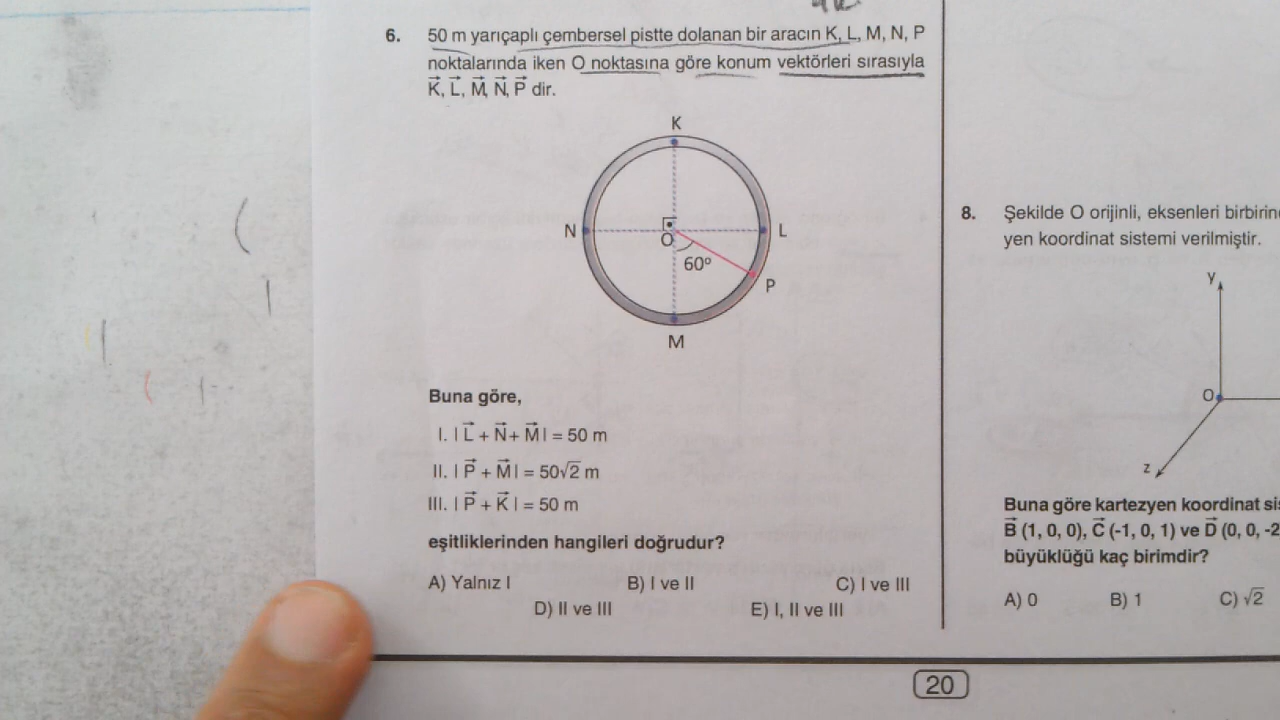 6. 50 m yarıçaplı çembersel pistte dolanan bir aracın K, L, M, N, P
noktalarında iken O noktasına göre konum vektörleri sırasıyla
K⃗, L⃗, M⃗, N⃗, P⃗ dir.
K
N
O
L
60°
P
M
Buna göre,
I. | L⃗ + N⃗ + M⃗ | = 50 m
II. | P⃗ + M⃗ | = 50√2 m
III. | P⃗ + K⃗ | = 50 m
eşitliklerinden hangileri doğrudur?
A) Yalnız I B) I ve II C) I ve III
D) II ve III E) I, II ve III
8. Şekilde O orijinli, eksenleri
yen koordinat sistemi verilmiştir.
y
O
z
Buna göre kartezyen koordinat
B⃗ (1, 0, 0), C⃗ (-1, 0, 1) ve D⃗ (0, 0, -2
büyüklüğü kaç birimdir?
A) 0 B) 1 C) √2
20